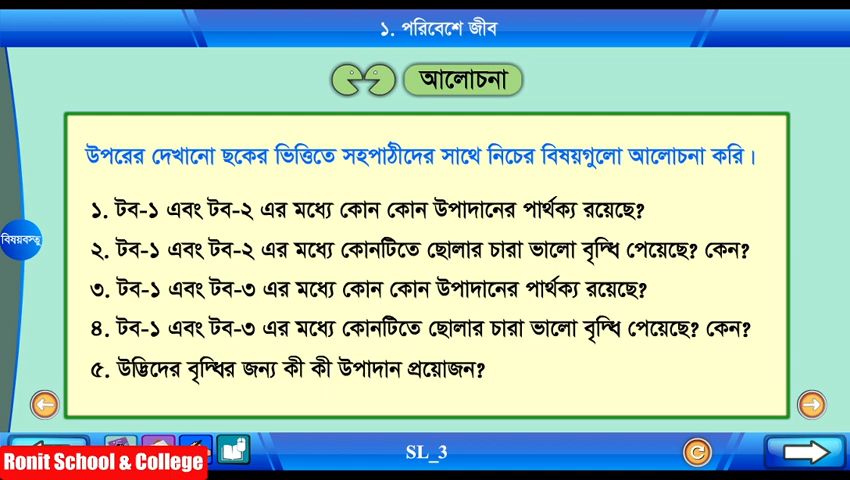 ১. পরিবেশে জীব
আলোচনা
উপরের দেখানো ছকের ভিত্তিতে সহপাঠীদের সাথে নিচের বিষয়গুলো আলোচনা করি।
১. টব-১ এবং টব-২ এর মধ্যে কোন কোন উপাদানের পার্থক্য রয়েছে?
২. টব-১ এবং টব-২ এর মধ্যে কোনটিতে ছোলার চারা ভালো বৃদ্ধি পেয়েছে? কেন?
৩. টব-১ এবং টব-৩ এর মধ্যে কোন কোন উপাদানের পার্থক্য রয়েছে?
৪. টব-১ এবং টব-৩ এর মধ্যে কোনটিতে ছোলার চারা ভালো বৃদ্ধি পেয়েছে? কেন?
৫. উদ্ভিদের বৃদ্ধির জন্য কী কী উপাদান প্রয়োজন?
বিষয়বস্তু
SL_3
Ronit School & College